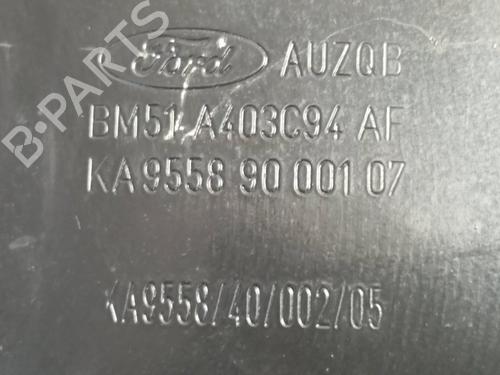 Ford AUZQB
BM51-A403C94 AF
KA9558 90 001 07
KA9558/40/002/05
B-PARTS